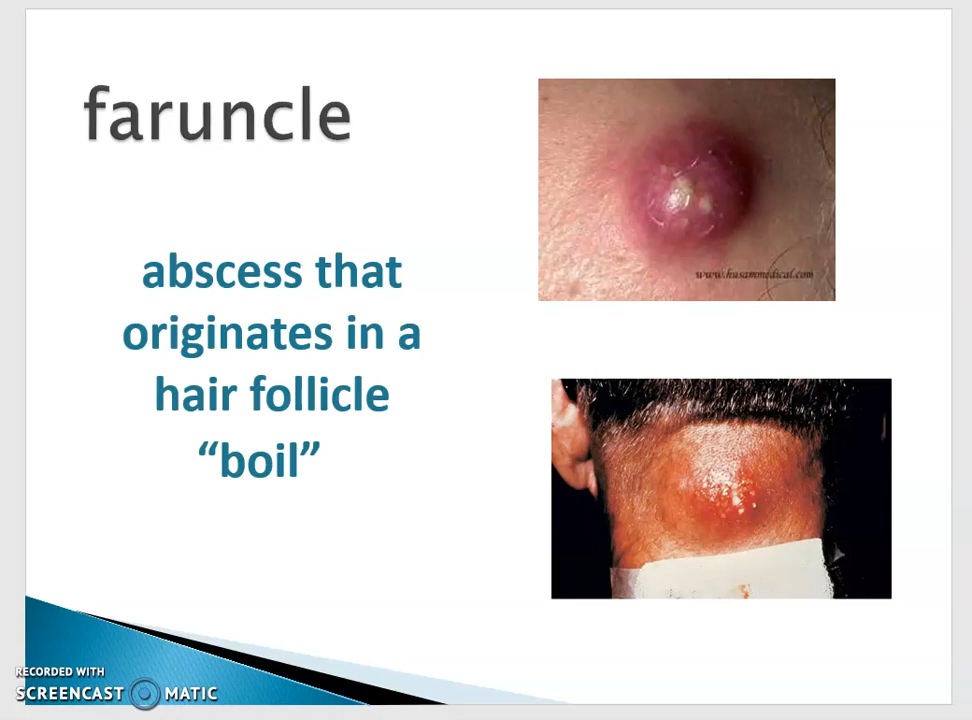 faruncle
abscess that
originates in a
hair follicle
“boil”
www.husammedical.com
RECORDED WITH
SCREENCAST MATIC